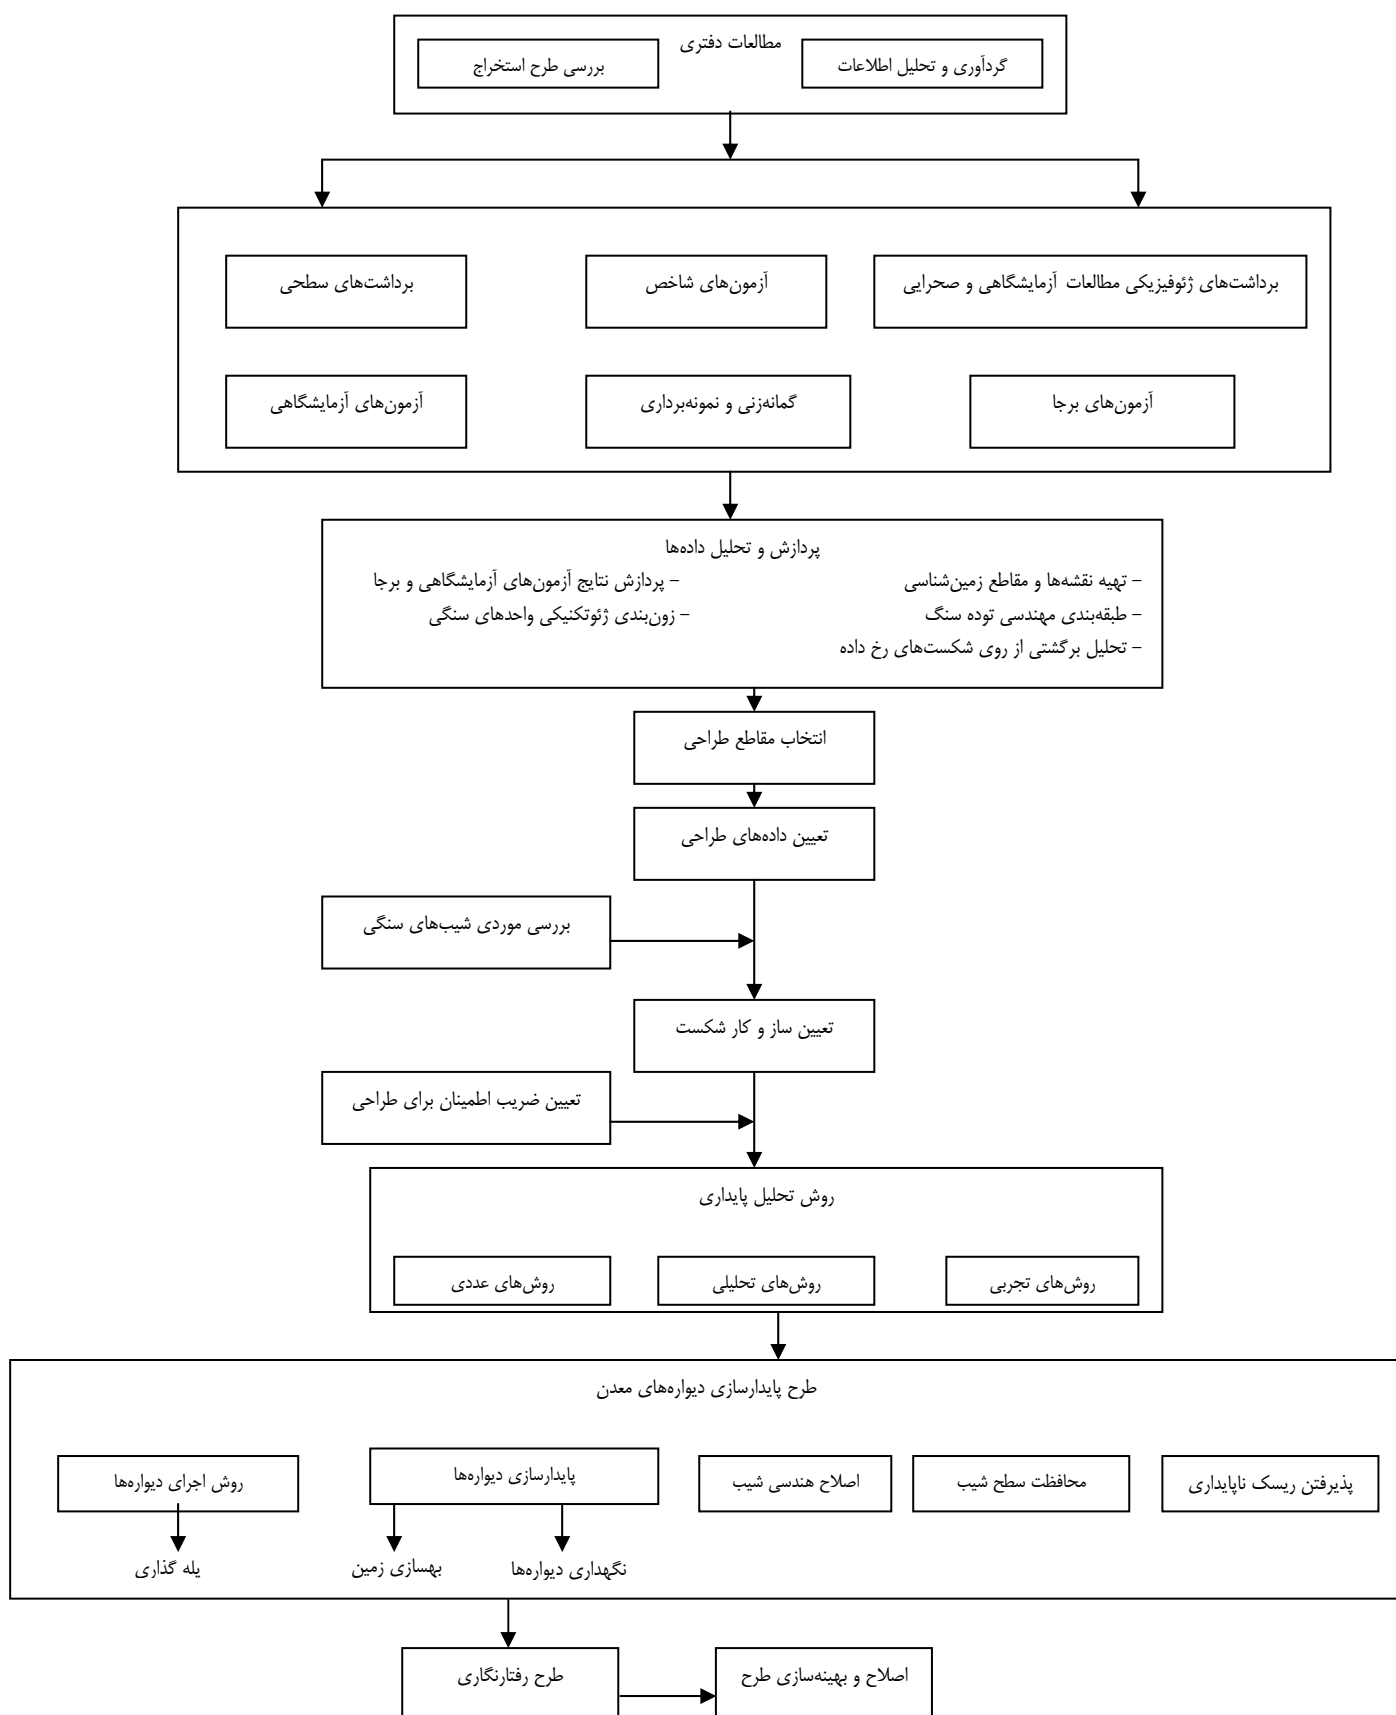 مطالعات دفتری
گردآوری و تحلیل اطلاعات
بررسی طرح استخراج
برداشت‌های ژئوفیزیکی مطالعات آزمایشگاهی و صحرایی
آزمون‌های شاخص
برداشت‌های سطحی
آزمون‌های برجا
گمانه‌زنی و نمونه‌برداری
آزمون‌های آزمایشگاهی
پردازش و تحلیل داده‌ها
– تهیه نقشه‌ها و مقاطع زمین‌شناسی
– پردازش نتایج آزمون‌های آزمایشگاهی و برجا
– طبقه‌بندی مهندسی توده سنگ
– زون‌بندی ژئوتکنیکی واحدهای سنگی
– تحلیل برگشتی از روی شکست‌های رخ داده
انتخاب مقاطع طراحی
تعیین داده‌های طراحی
بررسی موردی شیب‌های سنگی
تعیین ساز و کار شکست
تعیین ضریب اطمینان برای طراحی
روش تحلیل پایداری
روش‌های تجربی
روش‌های تحلیلی
روش‌های عددی
طرح پایدارسازی دیواره‌های معدن
پذیرفتن ریسک ناپایداری
محافظت سطح شیب
اصلاح هندسی شیب
پایدارسازی دیواره‌ها
روش اجرای دیواره‌ها
نگهداری دیواره‌ها
بهسازی زمین
پله گذاری
طرح رفتارنگاری
اصلاح و بهینه‌سازی طرح